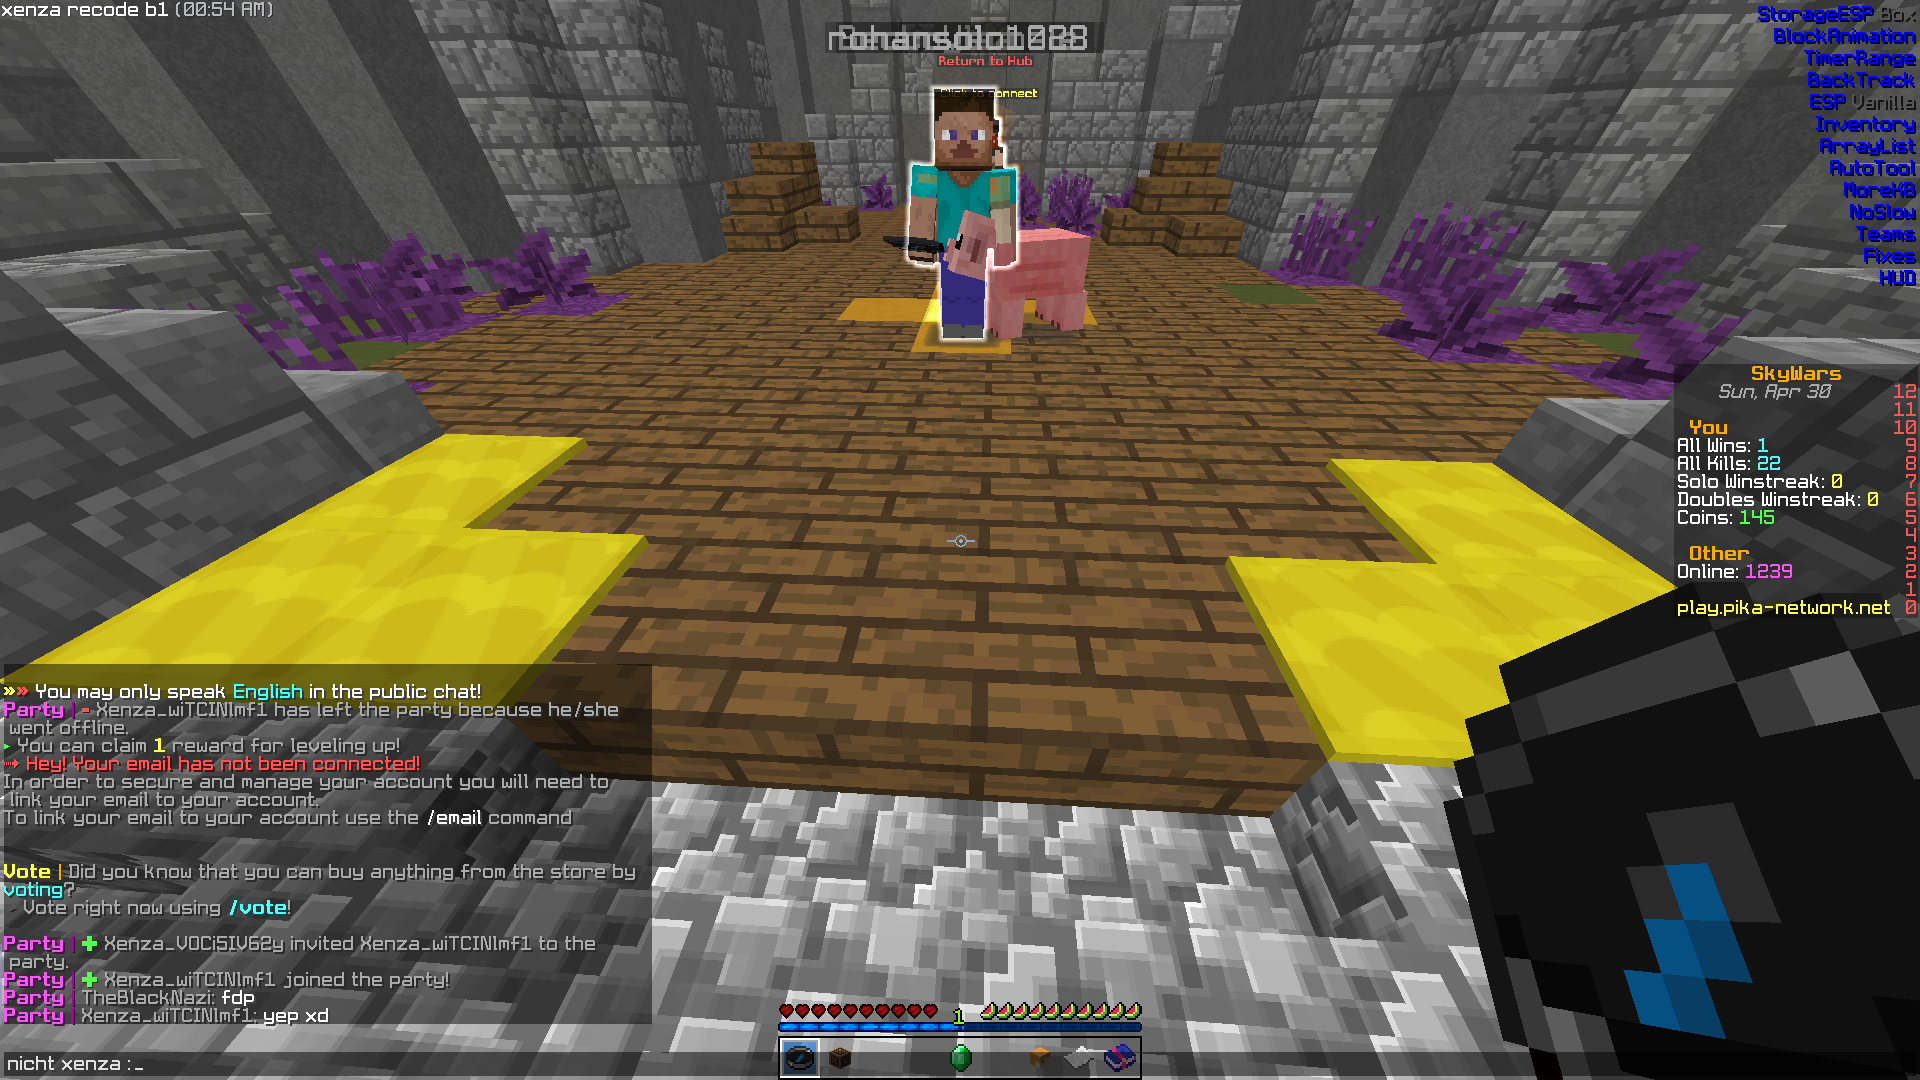 xenza recode b1 (00:54 AM)
StorageESP Box
BlockAnimation
TimerRange
BackTrack
ESP Vanilla
Inventory
ArrayList
AutoTool
MoreKB
NoSlow
Teams
Fixes
HUD
Return to Hub
Click to connect
SkyWars
Sun, Apr 30 12
11
You 10
All Wins: 1 9
All Kills: 22 8
Solo Winstreak: 0 7
Doubles Winstreak: 0 6
Coins: 145 5
4
Other 3
Online: 1239 2
1
play.pika-network.net 0
»» You may only speak English in the public chat!
Party | - Xenza_wiTCINlmf1 has left the party because he/she
went offline.
▸ You can claim 1 reward for leveling up!
⇒ Hey! Your email has not been connected!
In order to secure and manage your account you will need to
link your email to your account.
To link your email to your account use the /email command
Vote | Did you know that you can buy anything from the store by
voting?
- Vote right now using /vote!
Party | + Xenza_VOCi5IV62y invited Xenza_wiTCINlmf1 to the
party.
Party | + Xenza_wiTCINlmf1 joined the party!
Party | TheBlackNazi: fdp
Party | Xenza_wiTCINlmf1: yep xd
1
nicht xenza :_